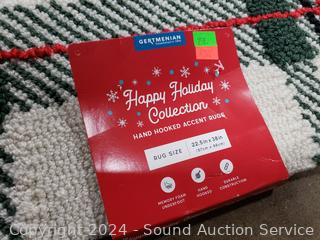 GERTMENIAN
Happy Holiday
Collection
HAND HOOKED ACCENT RUGS
RUG SIZE
22.5in x 38in
MEMORY FOAM
UNDERFOOT
HAND
HOOKED
DURABLE
CONSTRUCTION
Copyright 2024 - Sound Auction Service